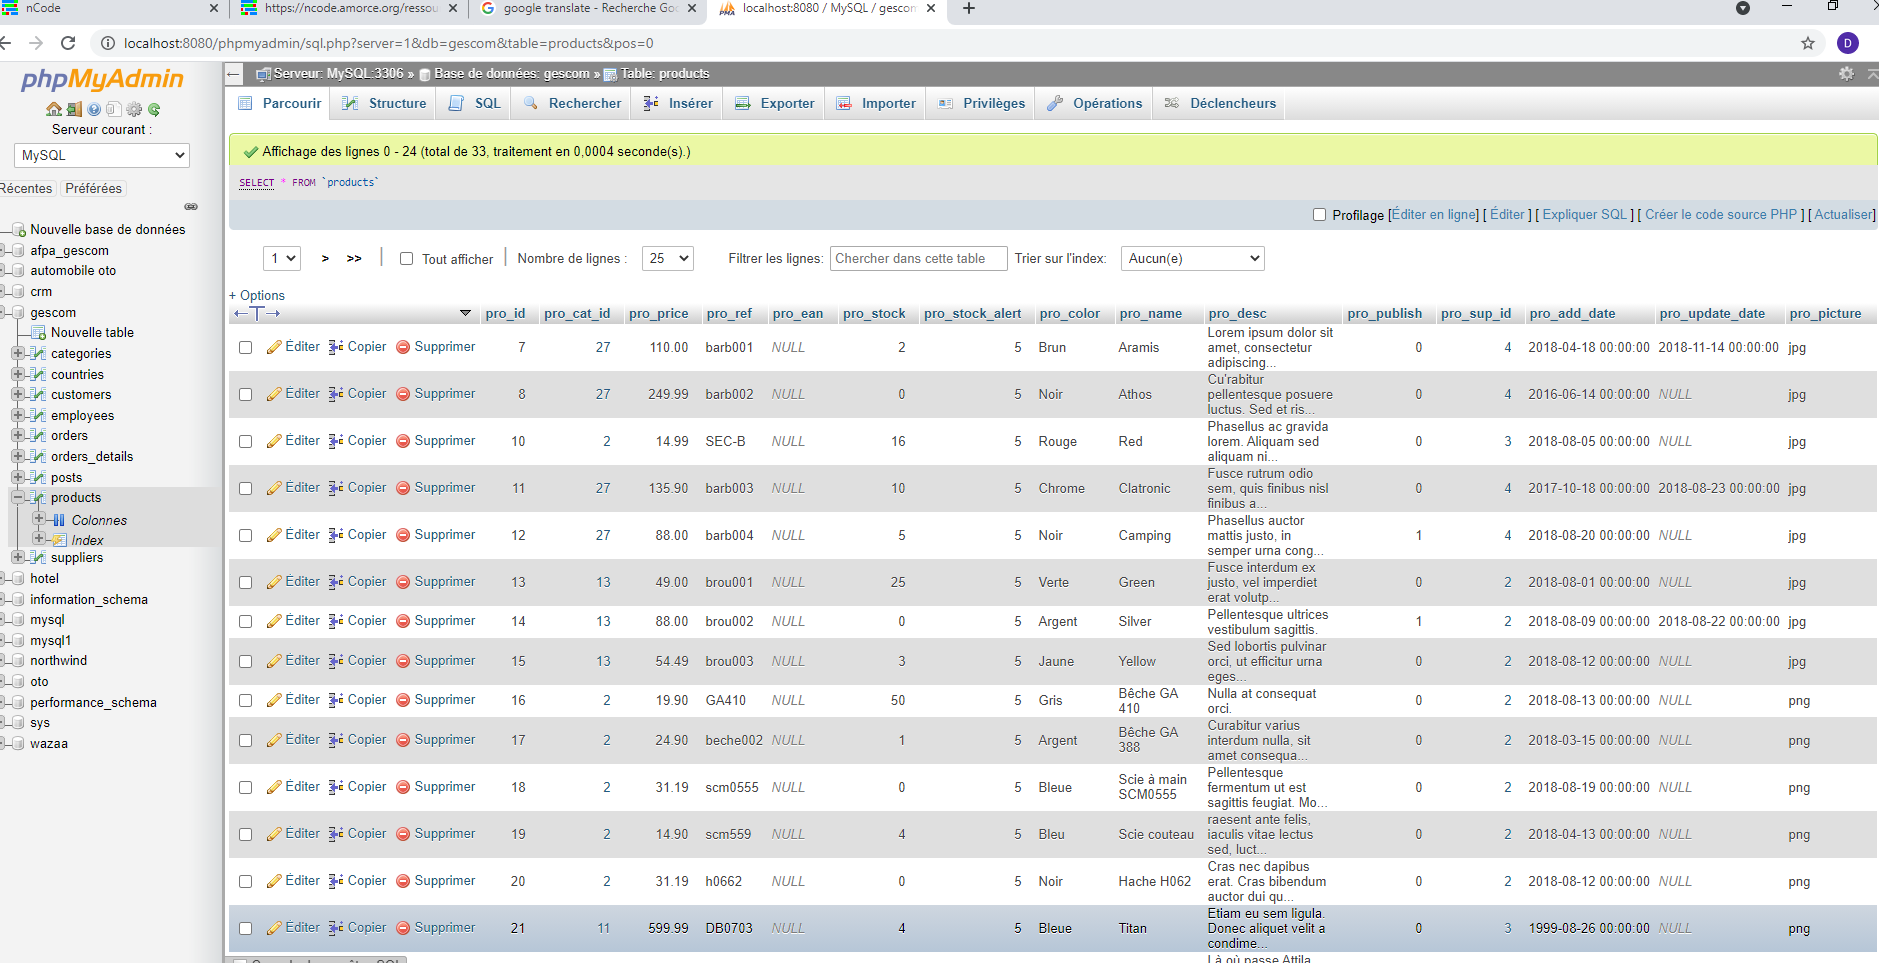 nCode
https://ncode.amorce.org/ressou
google translate - Recherche Goo
localhost:8080 / MySQL / gescom
localhost:8080/phpmyadmin/sql.php?server=1&db=gescom&table=products&pos=0
D
phpMyAdmin
Serveur courant :
MySQL
Récentes Préférées
Nouvelle base de données
afpa_gescom
automobile oto
crm
gescom
Nouvelle table
categories
countries
customers
employees
orders
orders_details
posts
products
Colonnes
Index
suppliers
hotel
information_schema
mysql
mysql1
northwind
oto
performance_schema
sys
wazaa
Serveur: MySQL:3306 » Base de données: gescom » Table: products
Parcourir Structure SQL Rechercher Insérer Exporter Importer Privilèges Opérations Déclencheurs
Affichage des lignes 0 - 24 (total de 33, traitement en 0,0004 seconde(s).)
SELECT * FROM `products`
Profilage [Éditer en ligne] [ Éditer ] [ Expliquer SQL ] [ Créer le code source PHP ] [ Actualiser]
1 > >> | Tout afficher | Nombre de lignes : 25 Filtrer les lignes: Chercher dans cette table Trier sur l'index: Aucun(e)
+ Options
←T→ pro_id pro_cat_id pro_price pro_ref pro_ean pro_stock pro_stock_alert pro_color pro_name pro_desc pro_publish pro_sup_id pro_add_date pro_update_date pro_picture
Éditer Copier Supprimer 7 27 110.00 barb001 NULL 2 5 Brun Aramis Lorem ipsum dolor sit amet, consectetur adipiscing... 0 4 2018-04-18 00:00:00 2018-11-14 00:00:00 jpg
Éditer Copier Supprimer 8 27 249.99 barb002 NULL 0 5 Noir Athos Cu'rabitur pellentesque posuere luctus. Sed et ris... 0 4 2016-06-14 00:00:00 NULL jpg
Éditer Copier Supprimer 10 2 14.99 SEC-B NULL 16 5 Rouge Red Phasellus ac gravida lorem. Aliquam sed aliquam ni... 0 3 2018-08-05 00:00:00 NULL jpg
Éditer Copier Supprimer 11 27 135.90 barb003 NULL 10 5 Chrome Clatronic Fusce rutrum odio sem, quis finibus nisl finibus a... 0 4 2017-10-18 00:00:00 2018-08-23 00:00:00 jpg
Éditer Copier Supprimer 12 27 88.00 barb004 NULL 5 5 Noir Camping Phasellus auctor mattis justo, in semper urna cong... 1 4 2018-08-20 00:00:00 NULL jpg
Éditer Copier Supprimer 13 13 49.00 brou001 NULL 25 5 Verte Green Fusce interdum ex justo, vel imperdiet erat volutp... 0 2 2018-08-01 00:00:00 NULL jpg
Éditer Copier Supprimer 14 13 88.00 brou002 NULL 0 5 Argent Silver Pellentesque ultrices vestibulum sagittis. 1 2 2018-08-09 00:00:00 2018-08-22 00:00:00 jpg
Éditer Copier Supprimer 15 13 54.49 brou003 NULL 3 5 Jaune Yellow Sed lobortis pulvinar orci, ut efficitur urna eges... 0 2 2018-08-12 00:00:00 NULL jpg
Éditer Copier Supprimer 16 2 19.90 GA410 NULL 50 5 Gris Bêche GA 410 Nulla at consequat orci. 0 2 2018-08-13 00:00:00 NULL png
Éditer Copier Supprimer 17 2 24.90 beche002 NULL 1 5 Argent Bêche GA 388 Curabitur varius interdum nulla, sit amet consequa... 0 2 2018-03-15 00:00:00 NULL png
Éditer Copier Supprimer 18 2 31.19 scm0555 NULL 0 5 Bleue Scie à main SCM0555 Pellentesque fermentum ut est sagittis feugiat. Mo... 0 2 2018-08-19 00:00:00 NULL png
Éditer Copier Supprimer 19 2 14.90 scm559 NULL 4 5 Bleu Scie couteau raesent ante felis, iaculis vitae lectus sed, luct... 0 2 2018-04-13 00:00:00 NULL png
Éditer Copier Supprimer 20 2 31.19 h0662 NULL 0 5 Noir Hache H062 Cras nec dapibus erat. Cras bibendum auctor dui qu... 0 2 2018-08-12 00:00:00 NULL png
Éditer Copier Supprimer 21 11 599.99 DB0703 NULL 4 5 Bleue Titan Etiam eu sem ligula. Donec aliquet velit a condime... 0 3 1999-08-26 00:00:00 NULL png
Là où passe Attila,